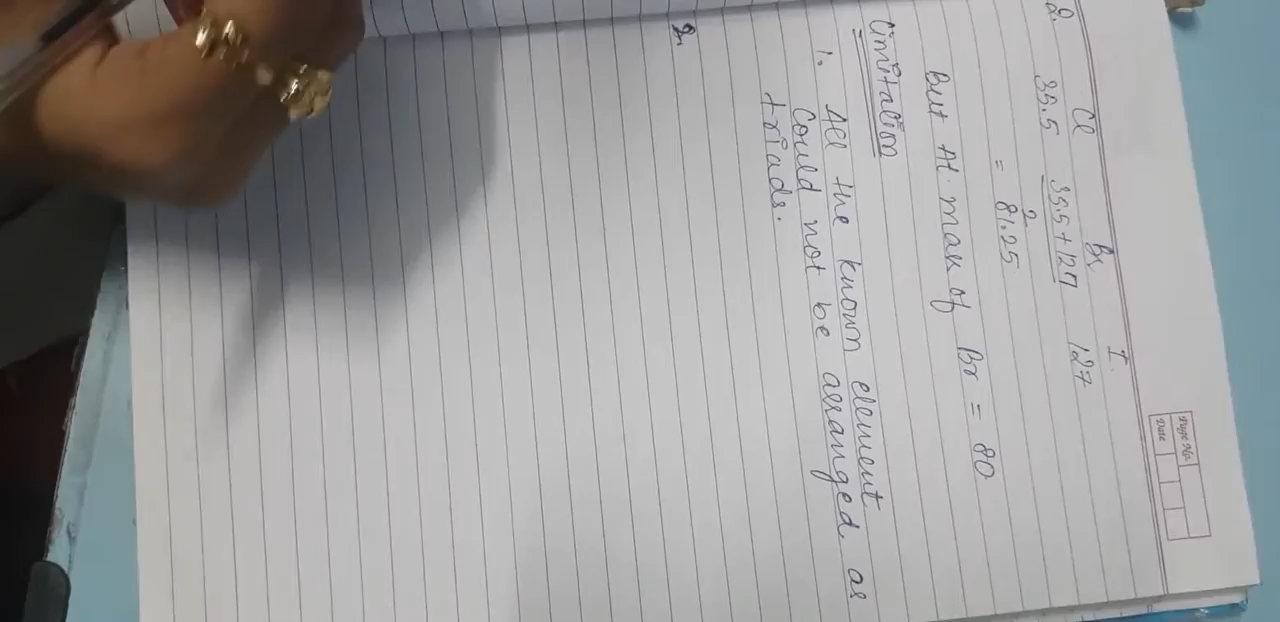 Page No.
Date
2. Cl Br I
35.5 35.5+127 127
2
= 81.25
But At. mass of Br = 80
Limitation
1. All the known element
could not be arranged as
triads.
2.